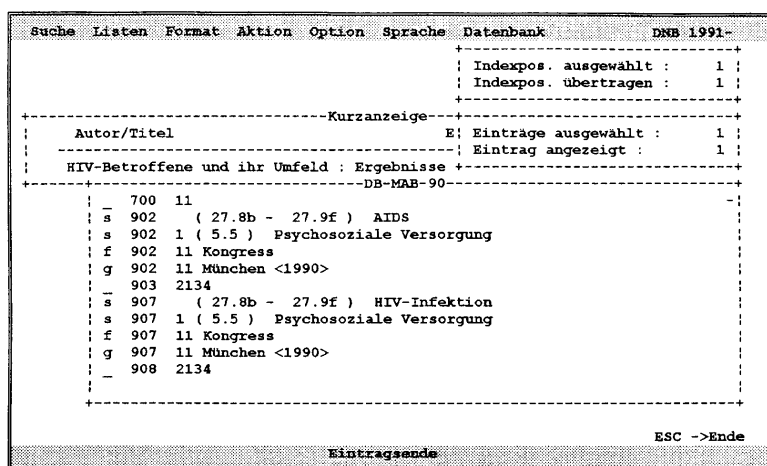 Suche Listen Format Aktion Option Sprache Datenbank DNB 1991-
Indexpos. ausgewählt : 1
Indexpos. übertragen : 1
Kurzanzeige
Autor/Titel E Einträge ausgewählt : 1
Eintrag angezeigt : 1
HIV-Betroffene und ihr Umfeld : Ergebnisse
DB-MAB-90
_ 700 11
s 902 ( 27.8b - 27.9f ) AIDS
s 902 1 ( 5.5 ) Psychosoziale Versorgung
f 902 11 Kongress
g 902 11 München <1990>
_ 903 2134
s 907 ( 27.8b - 27.9f ) HIV-Infektion
s 907 1 ( 5.5 ) Psychosoziale Versorgung
f 907 11 Kongress
g 907 11 München <1990>
_ 908 2134
ESC ->Ende
Eintragsende